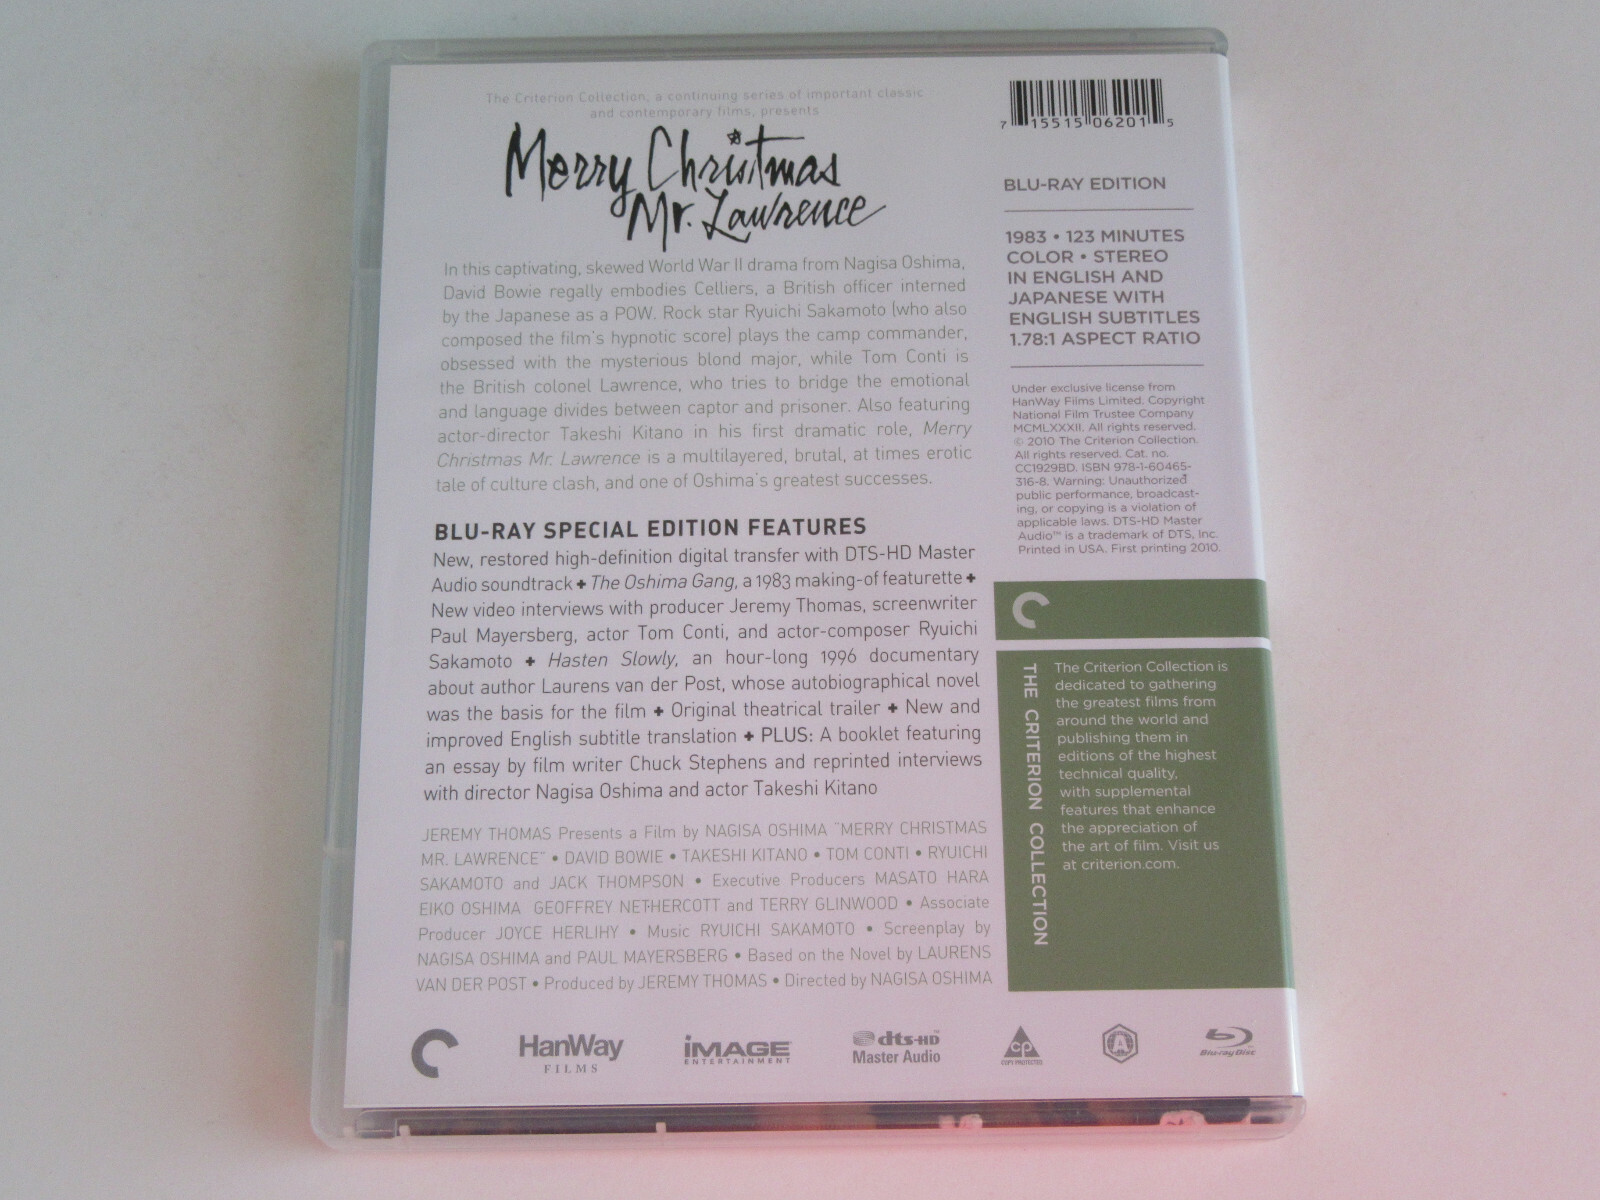 The Criterion Collection, a continuing series of important classic
and contemporary films, presents
Merry Christmas
Mr. Lawrence
In this captivating, skewed World War II drama from Nagisa Oshima,
David Bowie regally embodies Celliers, a British officer interned
by the Japanese as a POW. Rock star Ryuichi Sakamoto (who also
composed the film's hypnotic score) plays the camp commander,
obsessed with the mysterious blond major, while Tom Conti is
the British colonel Lawrence, who tries to bridge the emotional
and language divides between captor and prisoner. Also featuring
actor-director Takeshi Kitano in his first dramatic role, Merry
Christmas Mr. Lawrence is a multilayered, brutal, at times erotic
tale of culture clash, and one of Oshima's greatest successes.
BLU-RAY SPECIAL EDITION FEATURES
New, restored high-definition digital transfer with DTS-HD Master
Audio soundtrack + The Oshima Gang, a 1983 making-of featurette +
New video interviews with producer Jeremy Thomas, screenwriter
Paul Mayersberg, actor Tom Conti, and actor-composer Ryuichi
Sakamoto + Hasten Slowly, an hour-long 1996 documentary
about author Laurens van der Post, whose autobiographical novel
was the basis for the film + Original theatrical trailer + New and
improved English subtitle translation + PLUS: A booklet featuring
an essay by film writer Chuck Stephens and reprinted interviews
with director Nagisa Oshima and actor Takeshi Kitano
JEREMY THOMAS Presents a Film by NAGISA OSHIMA "MERRY CHRISTMAS
MR. LAWRENCE" • DAVID BOWIE • TAKESHI KITANO • TOM CONTI • RYUICHI
SAKAMOTO and JACK THOMPSON • Executive Producers MASATO HARA
EIKO OSHIMA GEOFFREY NETHERCOTT and TERRY GLINWOOD • Associate
Producer JOYCE HERLIHY • Music RYUICHI SAKAMOTO • Screenplay by
NAGISA OSHIMA and PAUL MAYERSBERG • Based on the Novel by LAURENS
VAN DER POST • Produced by JEREMY THOMAS • Directed by NAGISA OSHIMA
7 15515 06201 5
BLU-RAY EDITION
1983 • 123 MINUTES
COLOR • STEREO
IN ENGLISH AND
JAPANESE WITH
ENGLISH SUBTITLES
1.78:1 ASPECT RATIO
Under exclusive license from
HanWay Films Limited. Copyright
National Film Trustee Company
MCMLXXXII. All rights reserved.
© 2010 The Criterion Collection.
All rights reserved. Cat. no.
CC1929BD. ISBN 978-1-60465-
316-8. Warning: Unauthorized
public performance, broadcast-
ing, or copying is a violation of
applicable laws. DTS-HD Master
Audio™ is a trademark of DTS, Inc.
Printed in USA. First printing 2010.
THE CRITERION COLLECTION
The Criterion Collection is
dedicated to gathering
the greatest films from
around the world and
publishing them in
editions of the highest
technical quality,
with supplemental
features that enhance
the appreciation of
the art of film. Visit us
at criterion.com.
HanWay
FILMS
iMAGE
ENTERTAINMENT
dts-HD™
Master Audio
cp
COPY PROTECTED
A
Blu-ray Disc